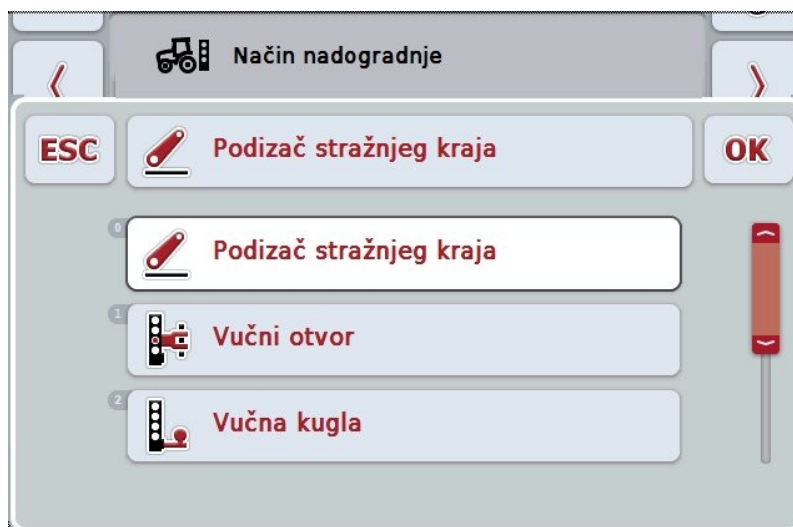 Način nadogradnje
ESC
Podizač stražnjeg kraja
OK
0
Podizač stražnjeg kraja
1
Vučni otvor
2
Vučna kugla